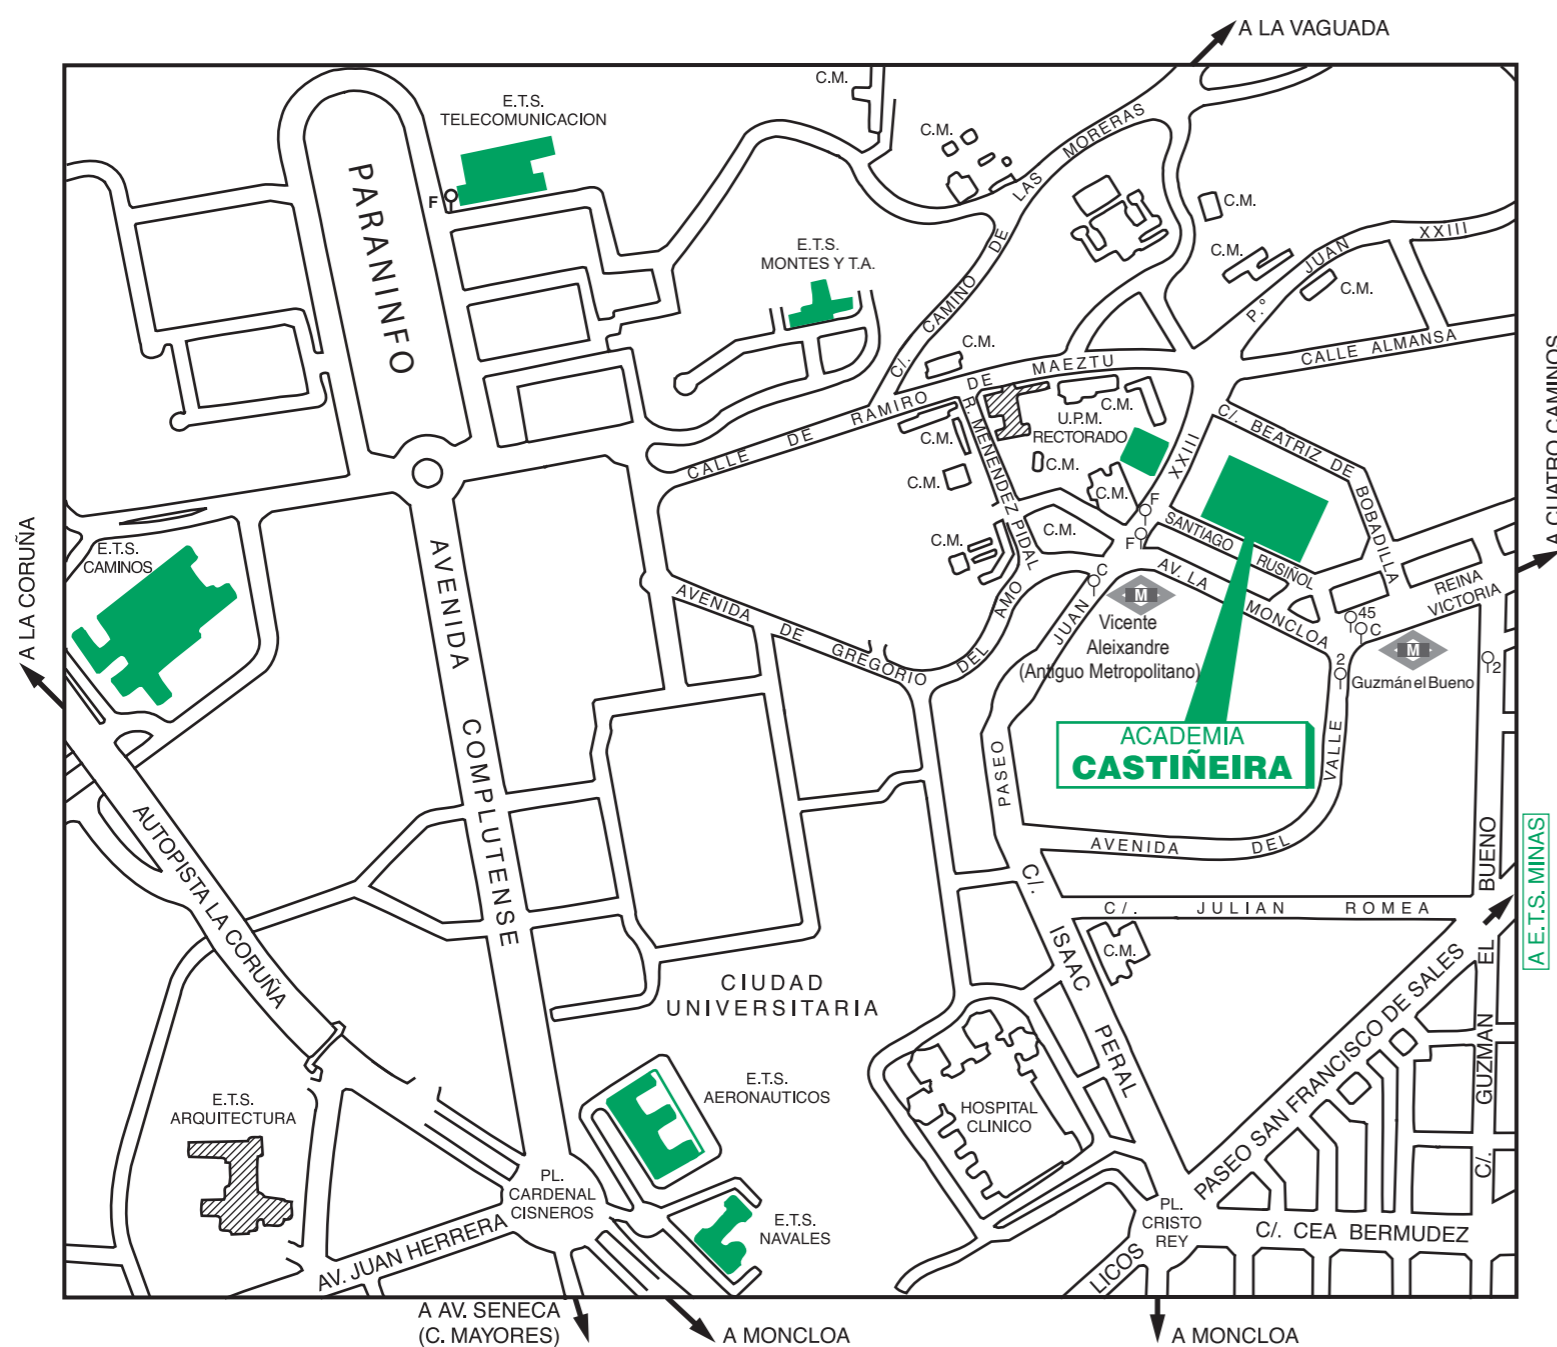 A LA VAGUADA
C.M.
E.T.S.
TELECOMUNICACION
C.M.
C/. CAMINO DE LAS MORERAS
F
PARANINFO
C.M.
C.M.
P.º JUAN XXIII
C.M.
E.T.S.
MONTES Y T.A.
C.M.
CALLE DE RAMIRO DE MAEZTU
CALLE ALMANSA
A CUATRO CAMINOS
R. MENENDEZ PIDAL
C.M.
U.P.M.
RECTORADO
C.M.
C.M.
C.M.
C.M.
C.M.
C.M.
C.M.
C/. BEATRIZ DE BOBADILLA
F
F
C
SANTIAGO RUSIÑOL
AV. LA MONCLOA
REINA
VICTORIA
PASEO JUAN XXIII
M
Vicente
Aleixandre
(Antiguo Metropolitano)
45
C
2
M
Guzmán el Bueno
2
A LA CORUÑA
E.T.S.
CAMINOS
AVENIDA COMPLUTENSE
AVENIDA DE GREGORIO DEL AMO
ACADEMIA
CASTIÑEIRA
AVENIDA DEL VALLE
AUTOPISTA LA CORUÑA
C/. JULIAN ROMEA
A E.T.S. MINAS
C/. ISAAC PERAL
C.M.
C/. GUZMAN EL BUENO
CIUDAD
UNIVERSITARIA
PASEO SAN FRANCISCO DE SALES
E.T.S.
ARQUITECTURA
E.T.S.
AERONAUTICOS
HOSPITAL
CLINICO
PL.
CARDENAL
CISNEROS
E.T.S.
NAVALES
PL.
CRISTO
REY
C/. CEA BERMUDEZ
AV. JUAN HERRERA
LICOS
A AV. SENECA
(C. MAYORES)
A MONCLOA
A MONCLOA